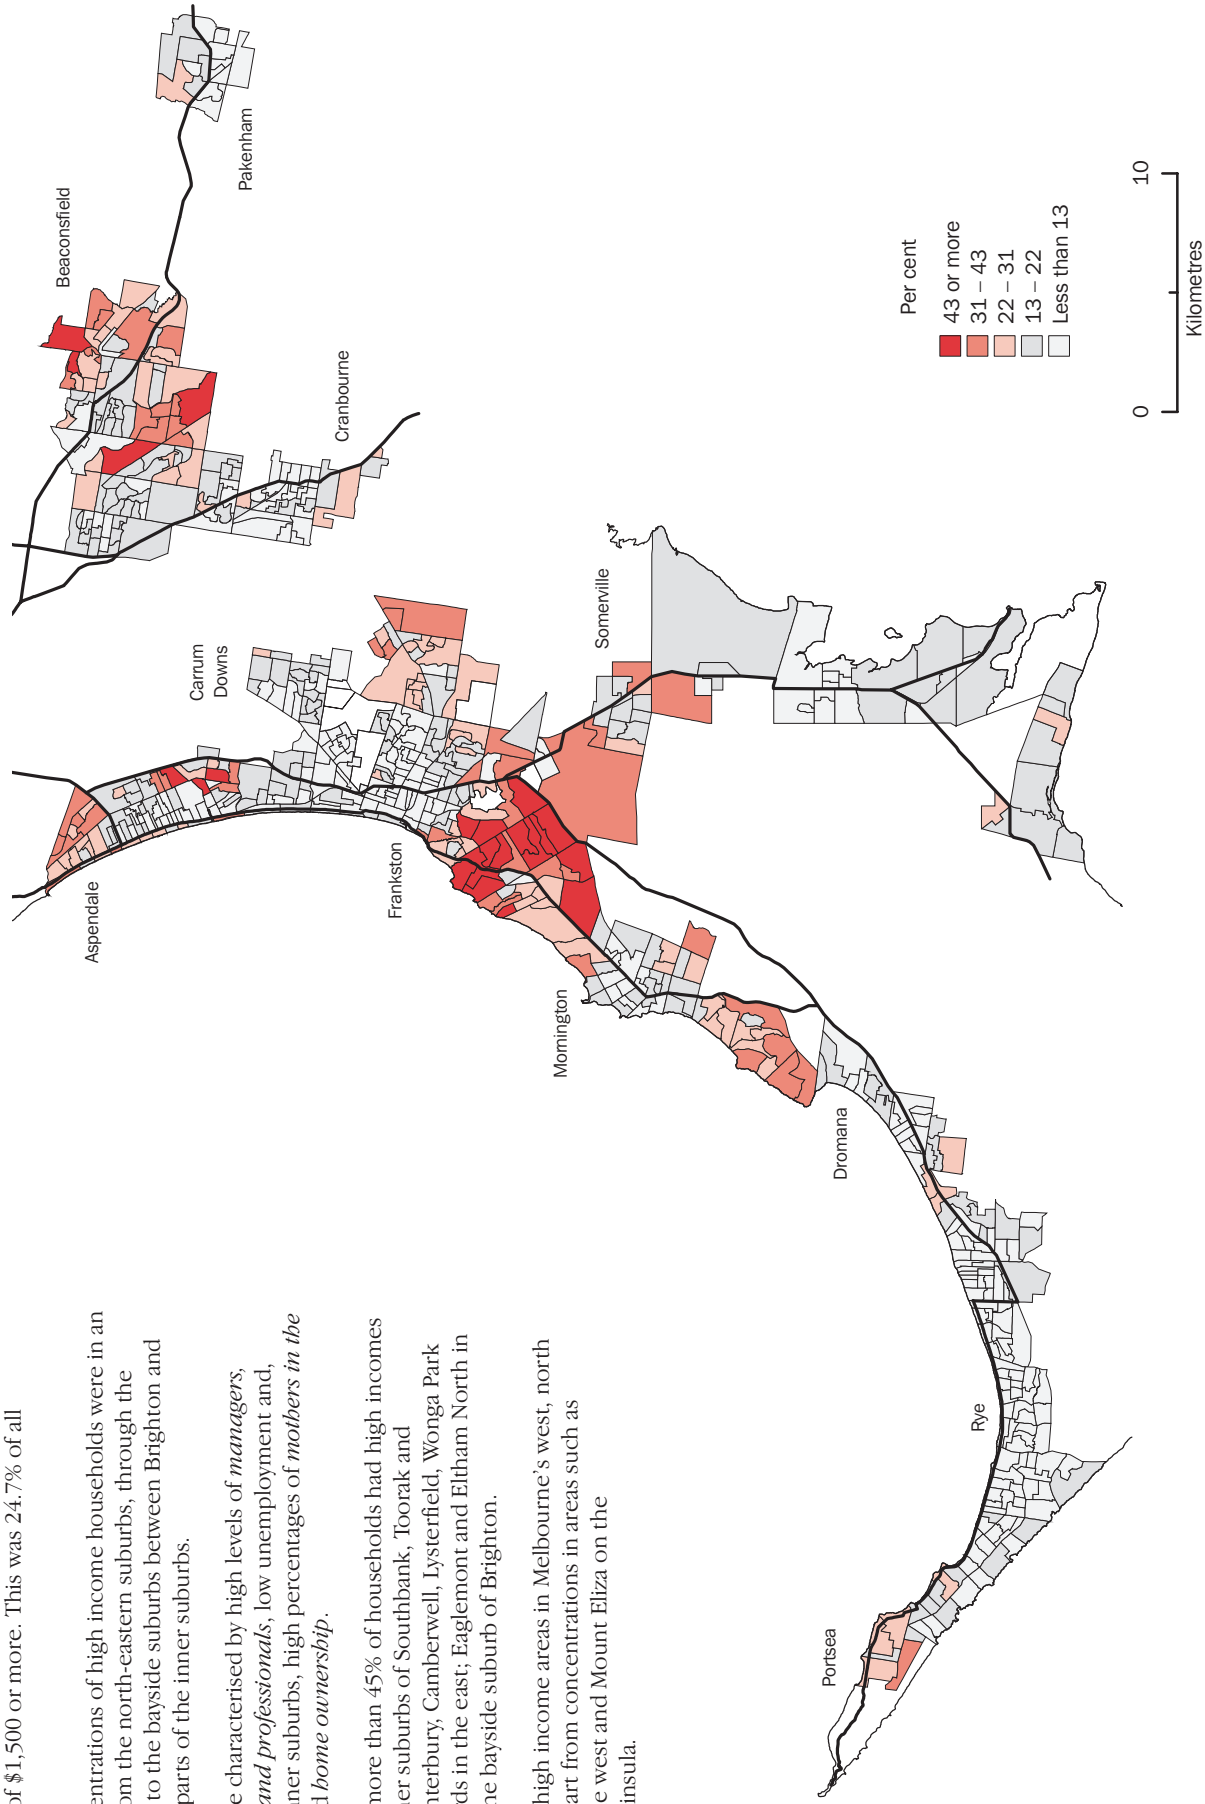 of $1,500 or more. This was 24.7% of all
entrations of high income households were in an
om the north-eastern suburbs, through the
to the bayside suburbs between Brighton and
parts of the inner suburbs.
e characterised by high levels of managers,
and professionals, low unemployment and,
ner suburbs, high percentages of mothers in the
d home ownership.
more than 45% of households had high incomes
er suburbs of Southbank, Toorak and
nterbury, Camberwell, Lysterfield, Wonga Park
ds in the east; Eaglemont and Eltham North in
he bayside suburb of Brighton.
high income areas in Melbourne's west, north
art from concentrations in areas such as
e west and Mount Eliza on the
insula.
Aspendale
Carrum
Downs
Beaconsfield
Pakenham
Cranbourne
Frankston
Somerville
Mornington
Dromana
Rye
Portsea
Per cent
43 or more
31 – 43
22 – 31
13 – 22
Less than 13
0 10
Kilometres